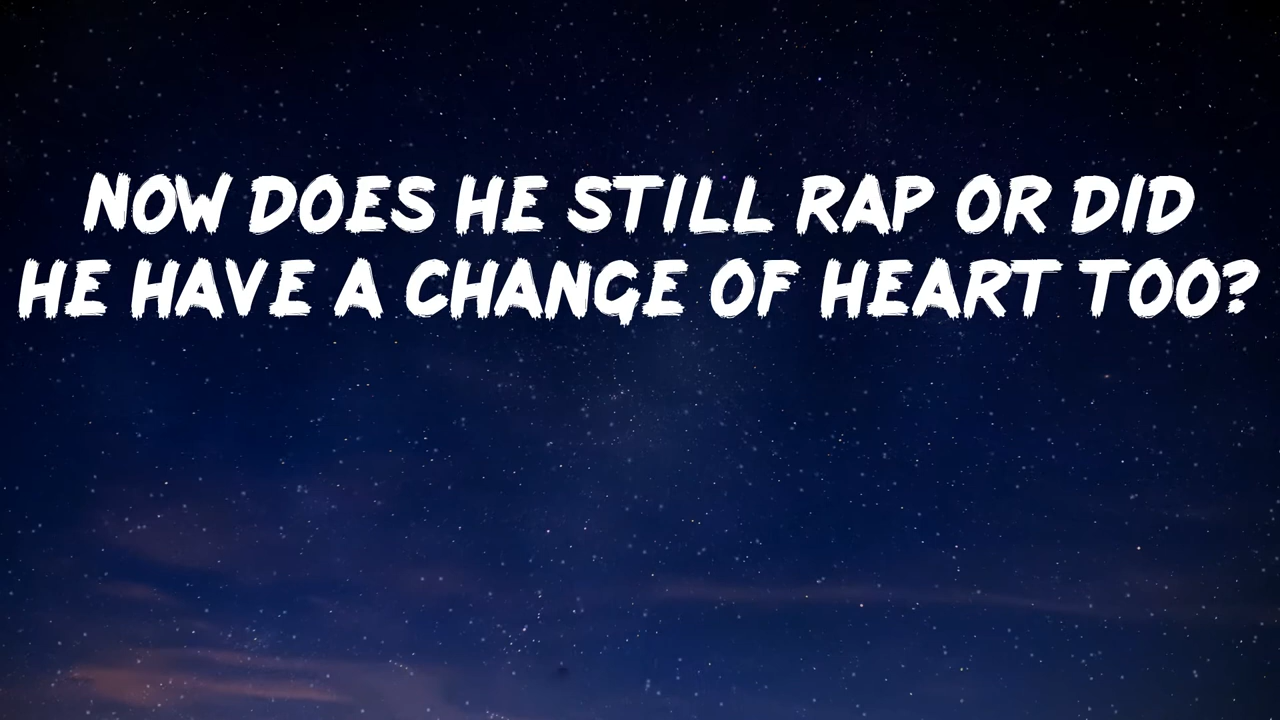 NOW DOES HE STILL RAP OR DID
HE HAVE A CHANGE OF HEART TOO?